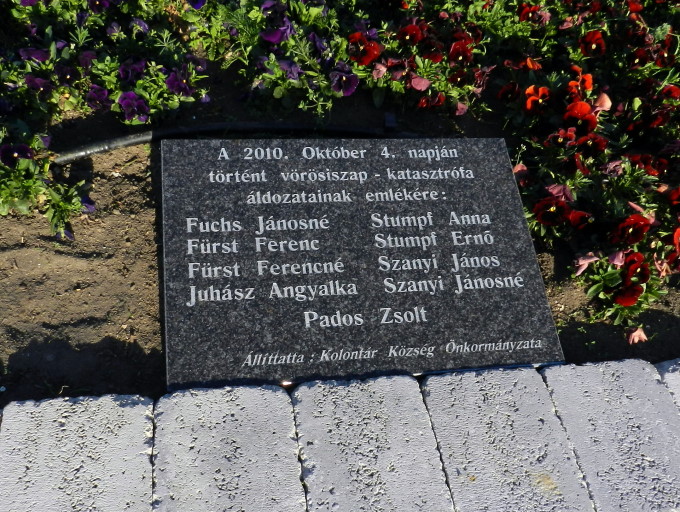 A 2010. Október 4. napján
történt vörösiszap - katasztrófa
áldozatainak emlékére:
Fuchs Jánosné Stumpf Anna
Fürst Ferenc Stumpf Ernő
Fürst Ferencné Szanyi János
Juhász Angyalka Szanyi Jánosné
Pados Zsolt
Állíttatta: Kolontár Község Önkormányzata